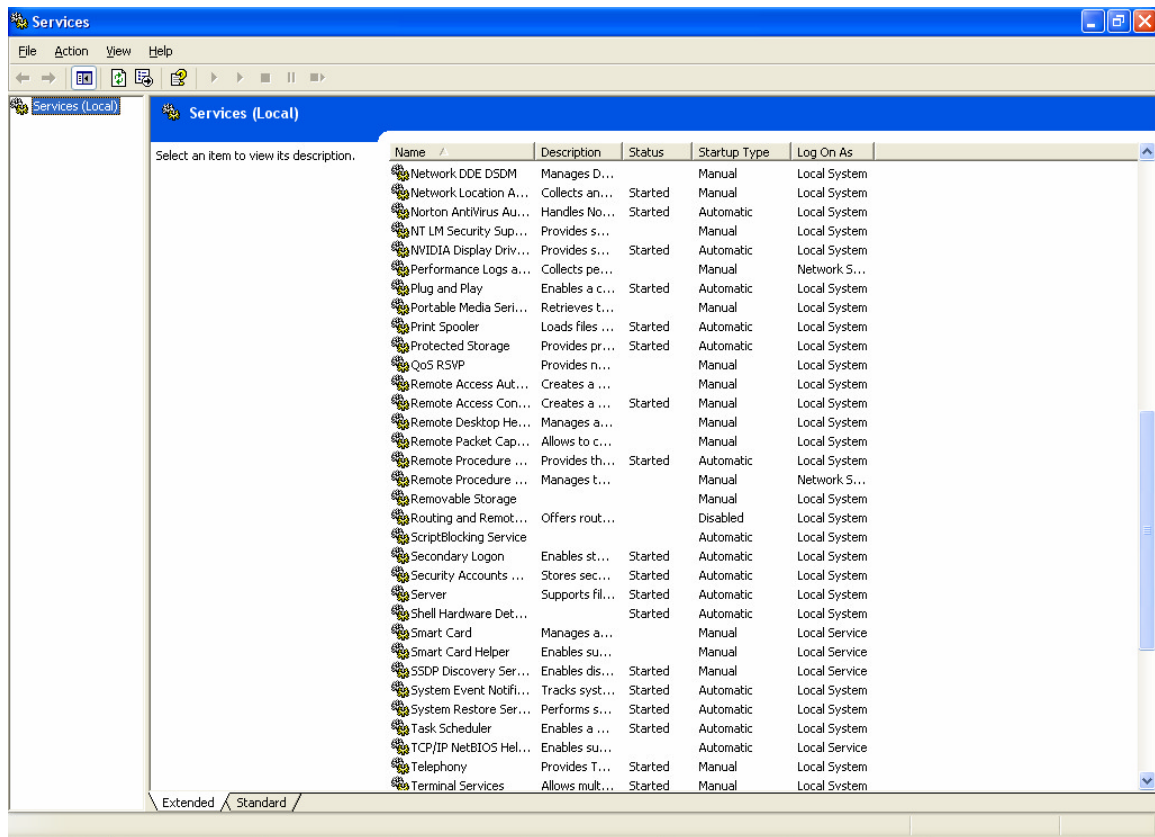 Services
File Action View Help
Services (Local)
Services (Local)
Select an item to view its description.
Name Description Status Startup Type Log On As
Network DDE DSDM Manages D... Manual Local System
Network Location A... Collects an... Started Manual Local System
Norton AntiVirus Au... Handles No... Started Automatic Local System
NT LM Security Sup... Provides s... Manual Local System
NVIDIA Display Driv... Provides s... Started Automatic Local System
Performance Logs a... Collects pe... Manual Network S...
Plug and Play Enables a c... Started Automatic Local System
Portable Media Seri... Retrieves t... Manual Local System
Print Spooler Loads files ... Started Automatic Local System
Protected Storage Provides pr... Started Automatic Local System
QoS RSVP Provides n... Manual Local System
Remote Access Aut... Creates a ... Manual Local System
Remote Access Con... Creates a ... Started Manual Local System
Remote Desktop He... Manages a... Manual Local System
Remote Packet Cap... Allows to c... Manual Local System
Remote Procedure ... Provides th... Started Automatic Local System
Remote Procedure ... Manages t... Manual Network S...
Removable Storage Manual Local System
Routing and Remot... Offers rout... Disabled Local System
ScriptBlocking Service Automatic Local System
Secondary Logon Enables st... Started Automatic Local System
Security Accounts ... Stores sec... Started Automatic Local System
Server Supports fil... Started Automatic Local System
Shell Hardware Det... Started Automatic Local System
Smart Card Manages a... Manual Local Service
Smart Card Helper Enables su... Manual Local Service
SSDP Discovery Ser... Enables dis... Started Manual Local Service
System Event Notifi... Tracks syst... Started Automatic Local System
System Restore Ser... Performs s... Started Automatic Local System
Task Scheduler Enables a ... Started Automatic Local System
TCP/IP NetBIOS Hel... Enables su... Automatic Local Service
Telephony Provides T... Started Manual Local System
Terminal Services Allows mult... Started Manual Local System
Extended Standard